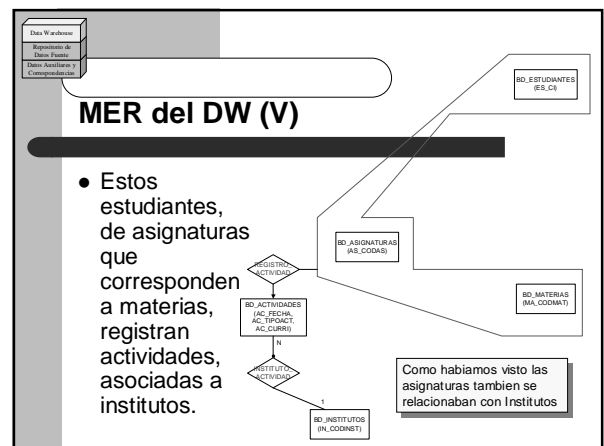 Data Warehouse
Repositorio de
Datos Fuente
Datos Auxiliares y
Correspondencias
MER del DW (V)
● Estos
estudiantes,
de asignaturas
que
corresponden
a materias,
registran
actividades,
asociadas a
institutos.
BD_ESTUDIANTES
(ES_CI)
BD_ASIGNATURAS
(AS_CODAS)
REGISTRO_
ACTIVIDAD
BD_MATERIAS
(MA_CODMAT)
BD_ACTIVIDADES
(AC_FECHA,
AC_TIPOACT,
AC_CURRI)
N
INSTITUTO_
ACTIVIDAD
1
BD_INSTITUTOS
(IN_CODINST)
Como habiamos visto las
asignaturas tambien se
relacionaban con Institutos